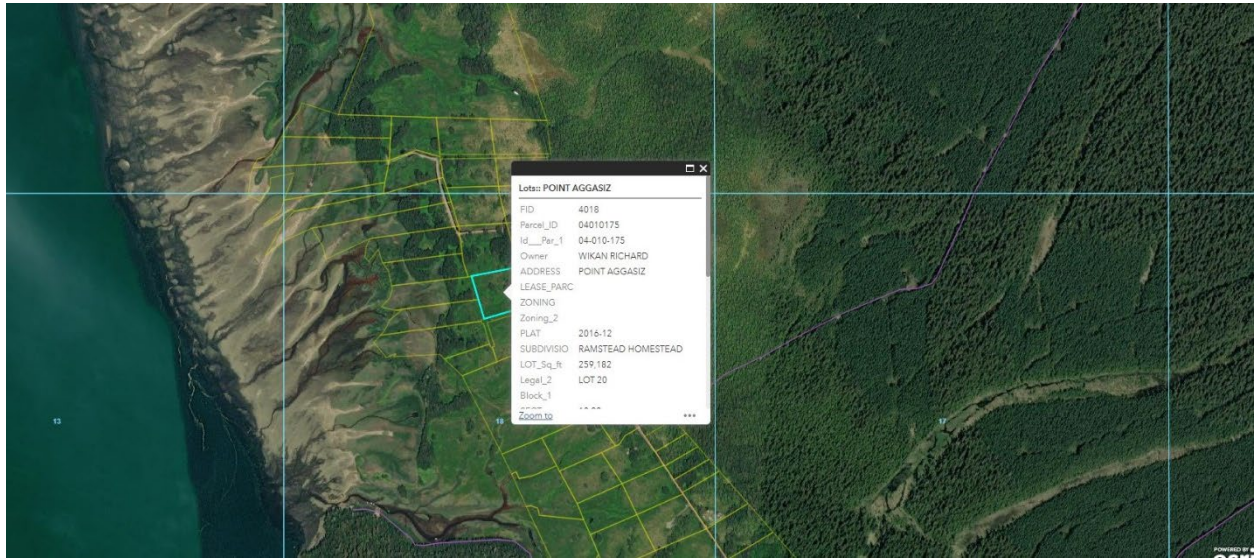 Lots:: POINT AGGASIZ
FID 4018
Parcel_ID 04010175
Id___Par_1 04-010-175
Owner WIKAN RICHARD
ADDRESS POINT AGGASIZ
LEASE_PARC
ZONING
Zoning_2
PLAT 2016-12
SUBDIVISIO RAMSTEAD HOMESTEAD
LOT_Sq_ft 259,182
Legal_2 LOT 20
Block_1
Zoom to
13
18
17
POWERED BY